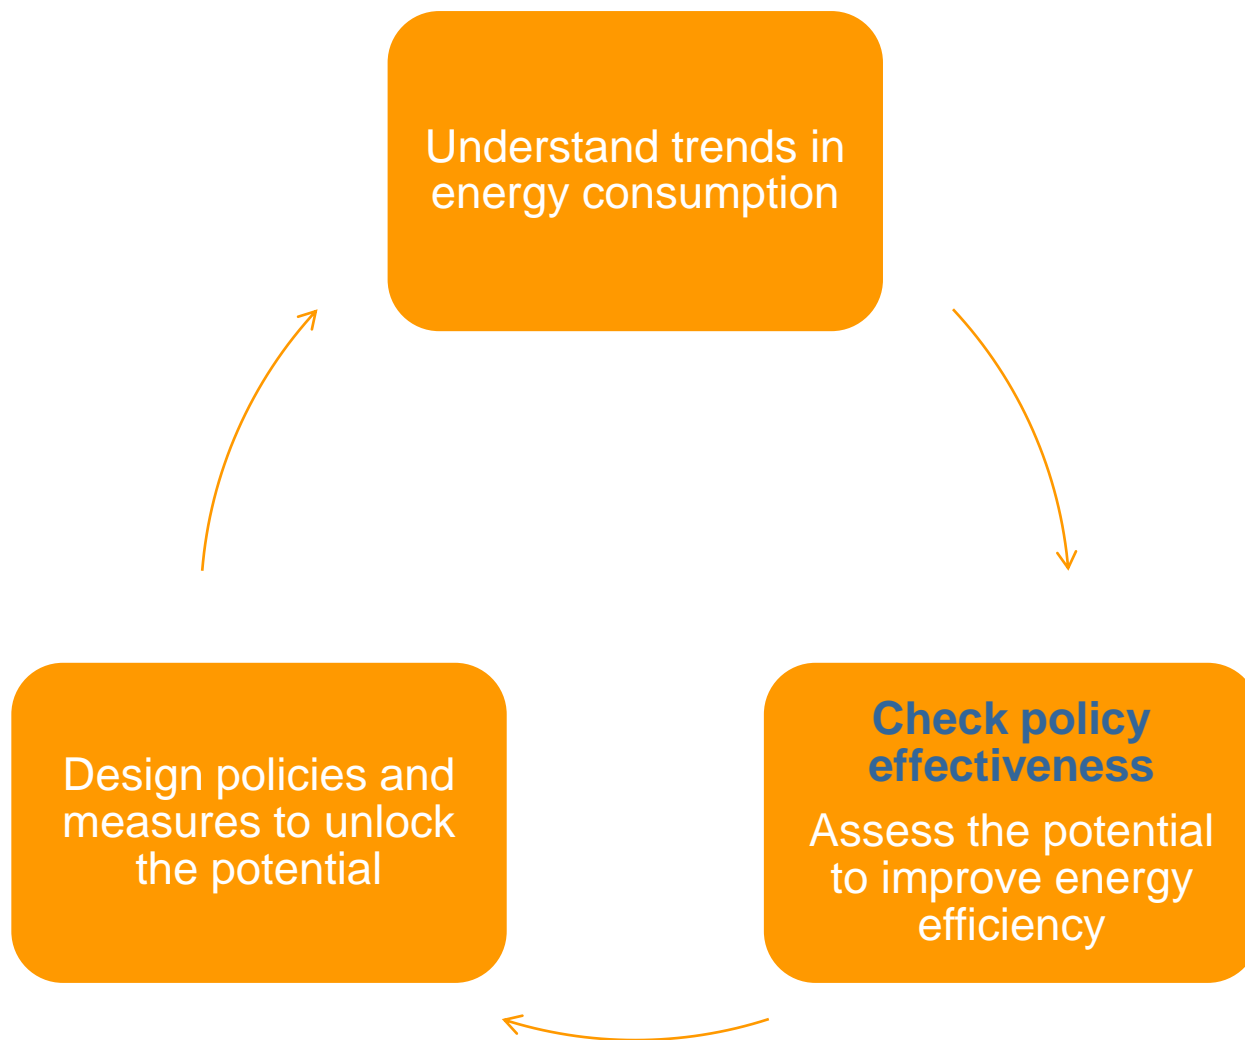 Understand trends in
energy consumption
Check policy
effectiveness
Assess the potential
to improve energy
efficiency
Design policies and
measures to unlock
the potential